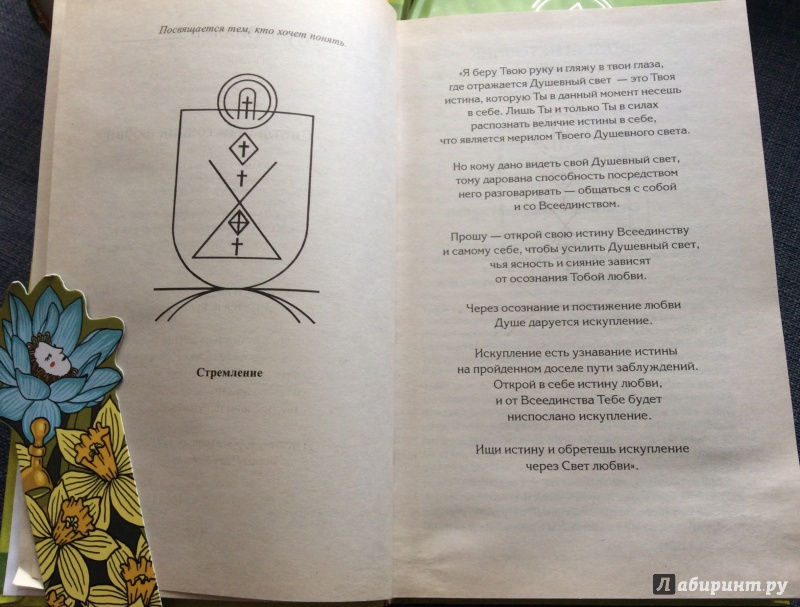 Посвящается тем, кто хочет понять.
Стремление
«Я беру Твою руку и гляжу в твои глаза,
где отражается Душевный свет — это Твоя
истина, которую Ты в данный момент несешь
в себе. Лишь Ты и только Ты в силах
распознать величие истины в себе,
что является мерилом Твоего Душевного света.
Но кому дано видеть свой Душевный свет,
тому дарована способность посредством
него разговаривать — общаться с собой
и со Всеединством.
Прошу — открой свою истину Всеединству
и самому себе, чтобы усилить Душевный свет,
чья ясность и сияние зависят
от осознания Тобой любви.
Через осознание и постижение любви
Душе даруется искупление.
Искупление есть узнавание истины
на пройденном доселе пути заблуждений.
Открой в себе истину любви,
и от Всеединства Тебе будет
ниспослано искупление.
Ищи истину и обретешь искупление
через Свет любви».
Лабиринт.ру